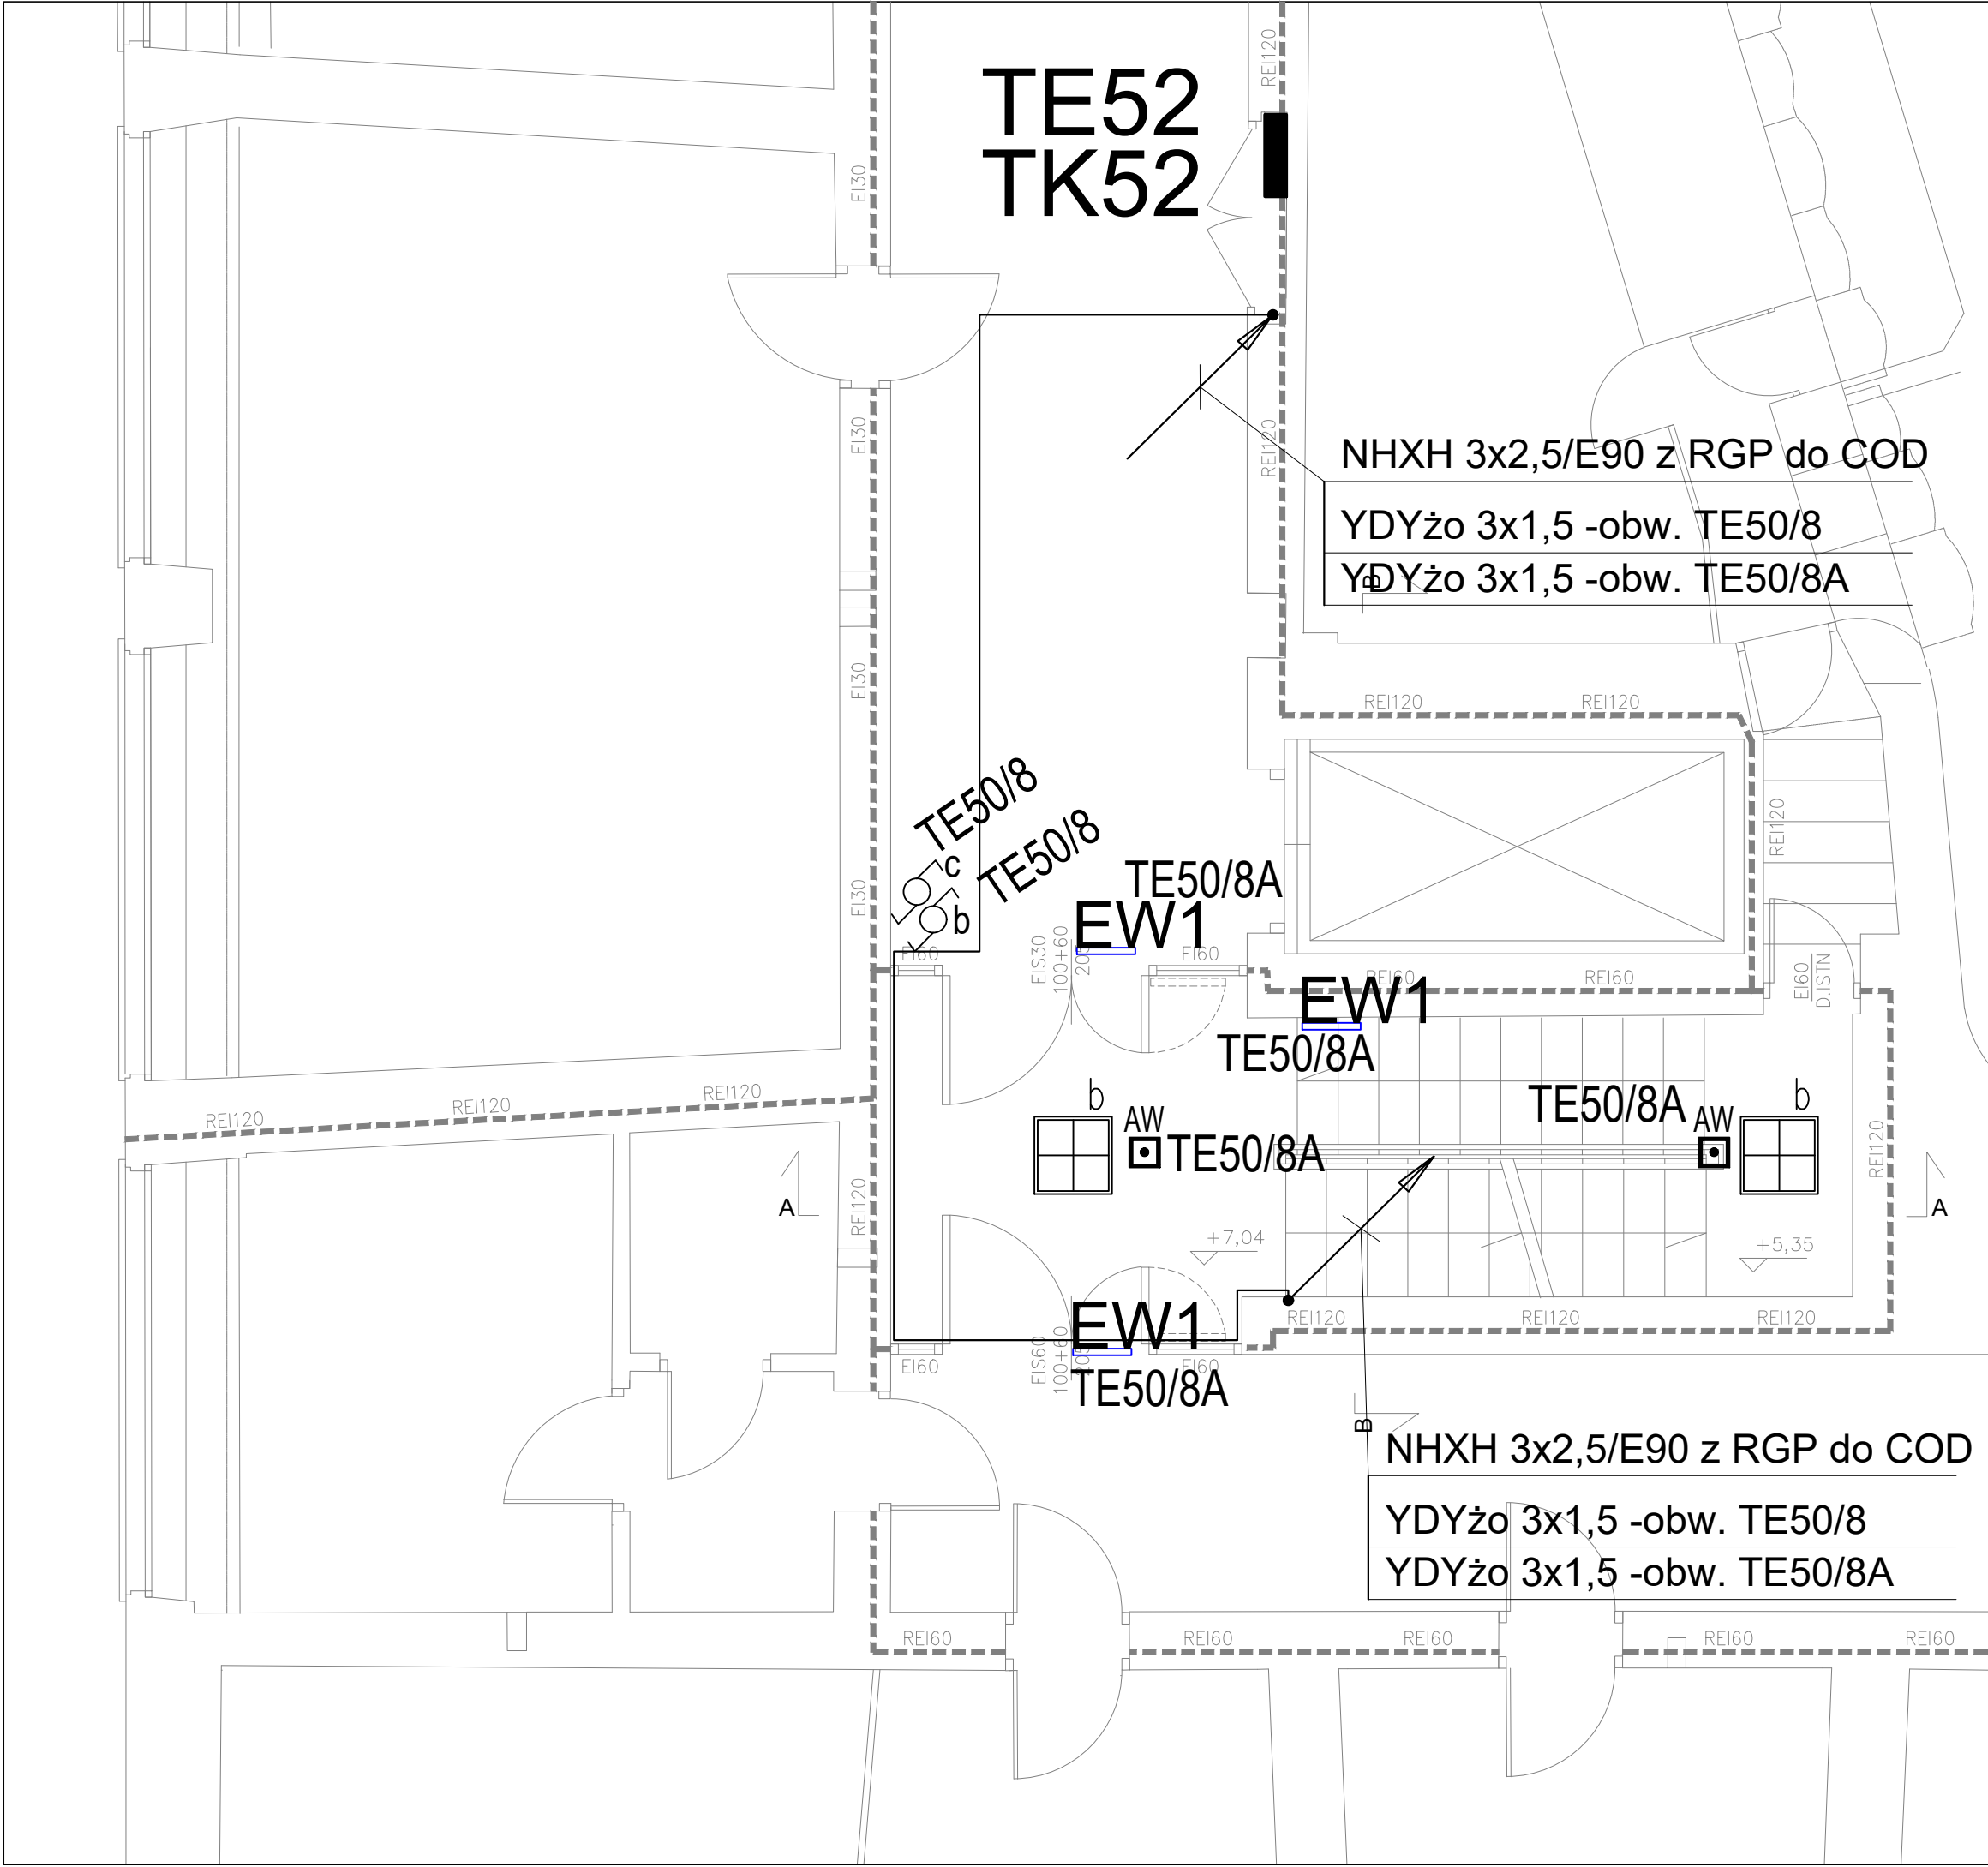 REI120
TE52
TK52
EI30
EI30
REI120
NHXH 3x2,5/E90 z RGP do COD
YDYżo 3x1,5 -obw. TE50/8
YDYżo 3x1,5 -obw. TE50/8A
B
EI30
REI120
REI120
TE50/8
TE50/8
c
b
TE50/8A
EW1
REI120
EI30
EI60
EIS30
100+60
EI60
REI60
REI60
EI60
D.ISTN
EW1
TE50/8A
REI120
REI120
REI120
b
AW
TE50/8A
TE50/8A
AW
b
REI120
A
REI120
A
+7,04
+5,35
EW1
REI120
REI120
REI120
EI60
EIS60
100+60
205
EI60
TE50/8A
B
NHXH 3x2,5/E90 z RGP do COD
YDYżo 3x1,5 -obw. TE50/8
YDYżo 3x1,5 -obw. TE50/8A
REI60
REI60
REI60
REI60
REI60